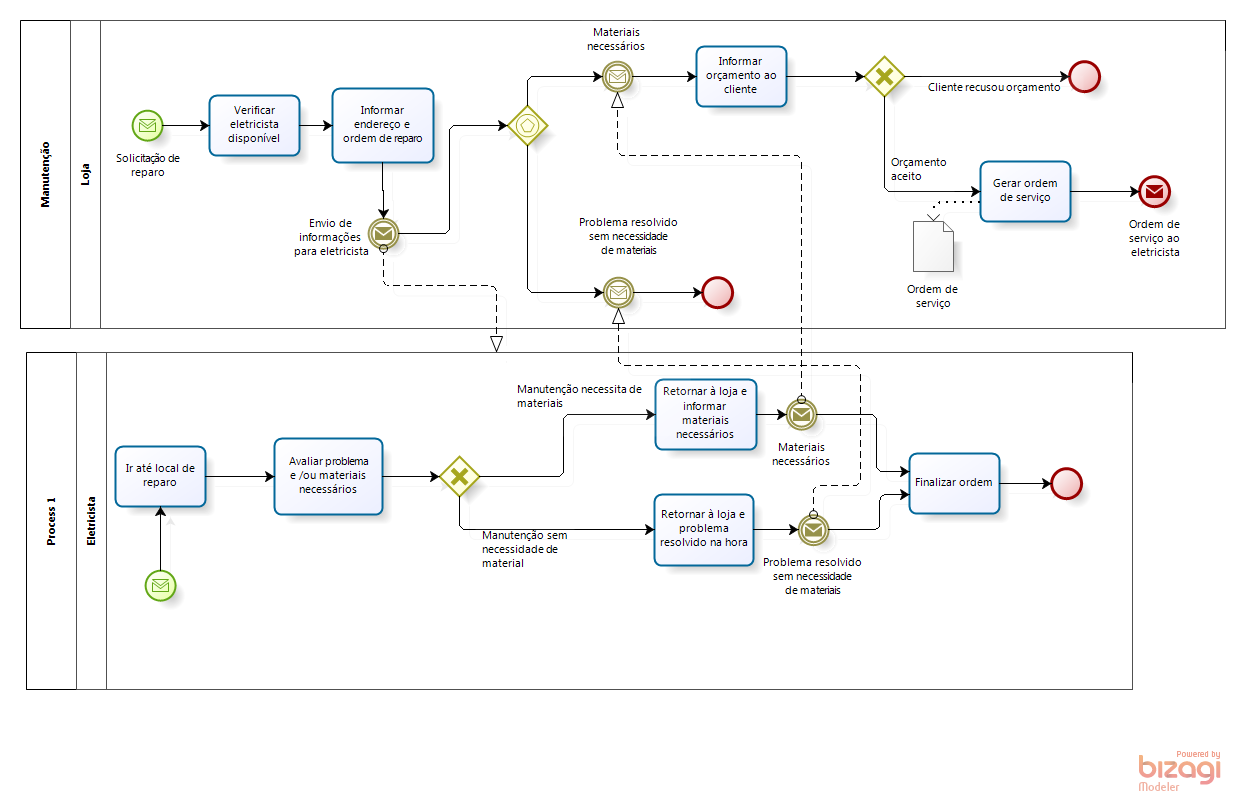 Manutenção
Loja
Solicitação de
reparo
Verificar
eletricista
disponível
Informar
endereço e
ordem de reparo
Envio de
informações
para eletricista
Materiais
necessários
Informar
orçamento ao
cliente
Cliente recusou orçamento
Orçamento
aceito
Gerar ordem
de serviço
Ordem de
serviço
Ordem de
serviço ao
eletricista
Problema resolvido
sem necessidade
de materiais
Process 1
Eletricista
Ir até local de
reparo
Avaliar problema
e /ou materiais
necessários
Manutenção necessita de
materiais
Manutenção sem
necessidade de
material
Retornar à loja e
informar
materiais
necessários
Materiais
necessários
Retornar à loja e
problema
resolvido na hora
Problema resolvido
sem necessidade
de materiais
Finalizar ordem
Powered by
bizagi
Modeler